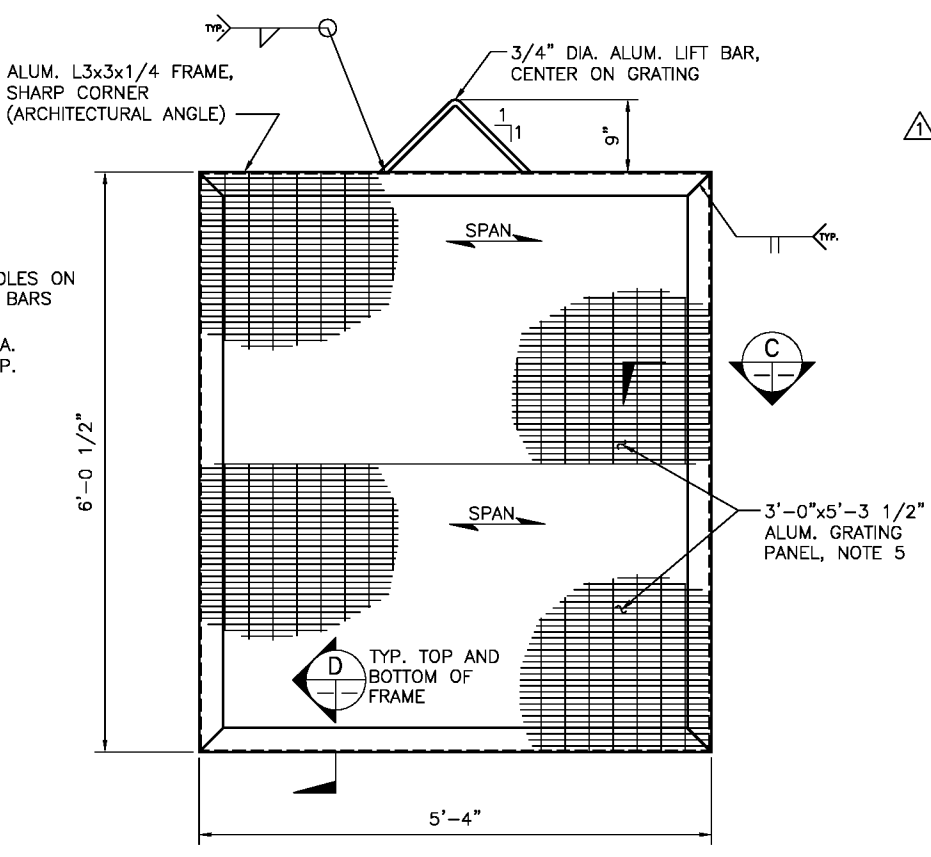 TYP.
3/4" DIA. ALUM. LIFT BAR,
CENTER ON GRATING
ALUM. L3x3x1/4 FRAME,
SHARP CORNER
(ARCHITECTURAL ANGLE)
1
1
9"
1
SPAN
TYP.
OLES ON
BARS
A.
P.
C
6'-0 1/2"
SPAN
3'-0"x5'-3 1/2"
ALUM. GRATING
PANEL, NOTE 5
D
TYP. TOP AND
BOTTOM OF
FRAME
5'-4"